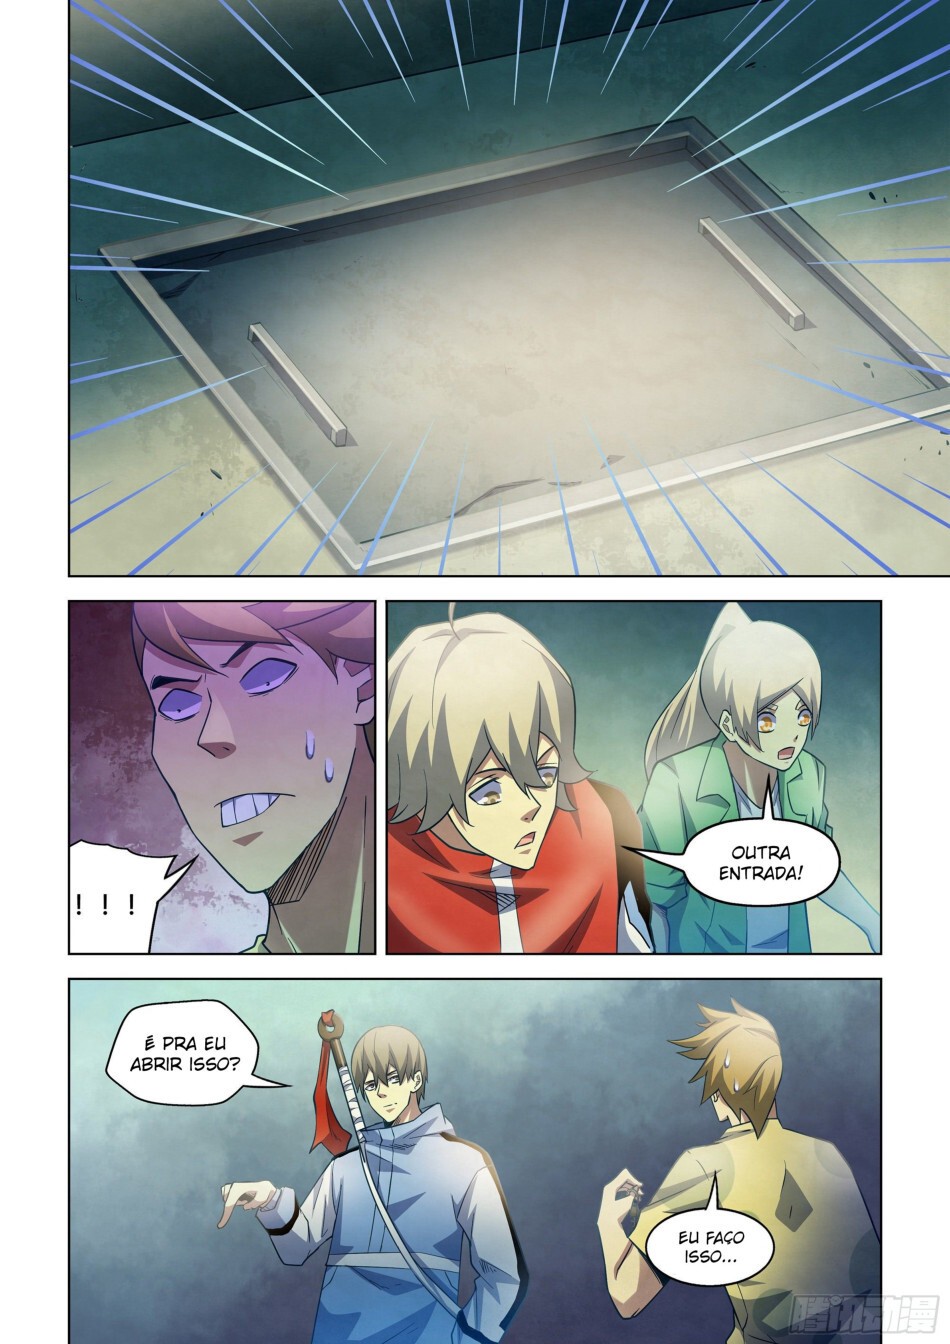 ! ! !
OUTRA
ENTRADA!
É PRA EU
ABRIR ISSO?
EU FAÇO
ISSO...
腾讯动漫